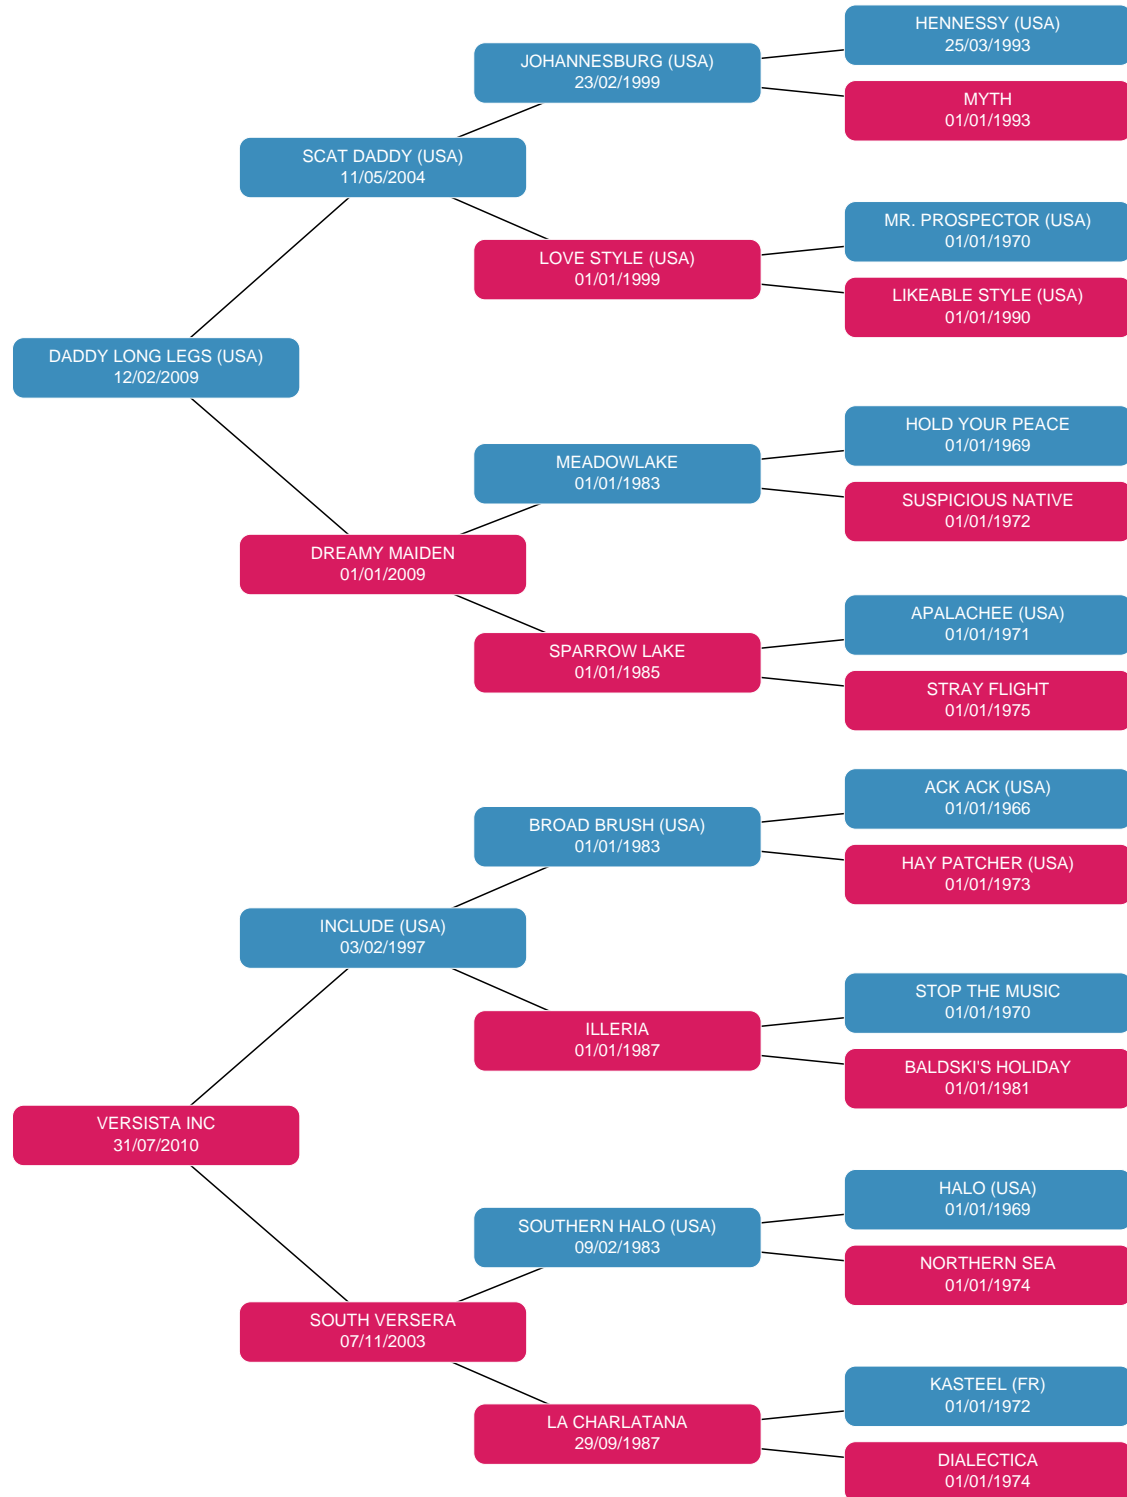 HENNESSY (USA)
25/03/1993
JOHANNESBURG (USA)
23/02/1999
MYTH
01/01/1993
SCAT DADDY (USA)
11/05/2004
MR. PROSPECTOR (USA)
01/01/1970
LOVE STYLE (USA)
01/01/1999
LIKEABLE STYLE (USA)
01/01/1990
DADDY LONG LEGS (USA)
12/02/2009
HOLD YOUR PEACE
01/01/1969
MEADOWLAKE
01/01/1983
SUSPICIOUS NATIVE
01/01/1972
DREAMY MAIDEN
01/01/2009
APALACHEE (USA)
01/01/1971
SPARROW LAKE
01/01/1985
STRAY FLIGHT
01/01/1975
ACK ACK (USA)
01/01/1966
BROAD BRUSH (USA)
01/01/1983
HAY PATCHER (USA)
01/01/1973
INCLUDE (USA)
03/02/1997
STOP THE MUSIC
01/01/1970
ILLERIA
01/01/1987
BALDSKI'S HOLIDAY
01/01/1981
VERSISTA INC
31/07/2010
HALO (USA)
01/01/1969
SOUTHERN HALO (USA)
09/02/1983
NORTHERN SEA
01/01/1974
SOUTH VERSERA
07/11/2003
KASTEEL (FR)
01/01/1972
LA CHARLATANA
29/09/1987
DIALECTICA
01/01/1974